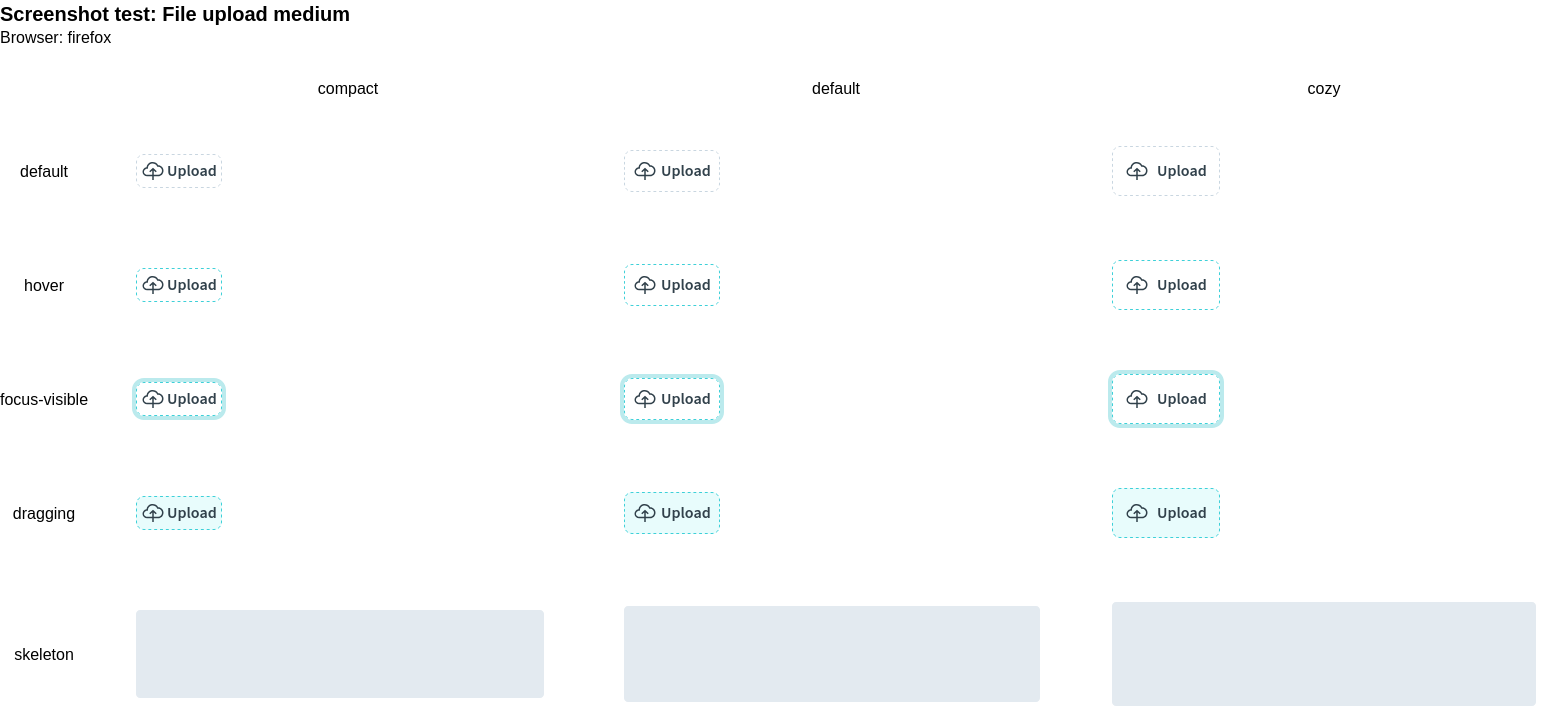 Screenshot test: File upload medium
Browser: firefox
compact default cozy
default Upload Upload Upload
hover Upload Upload Upload
focus-visible Upload Upload Upload
dragging Upload Upload Upload
skeleton